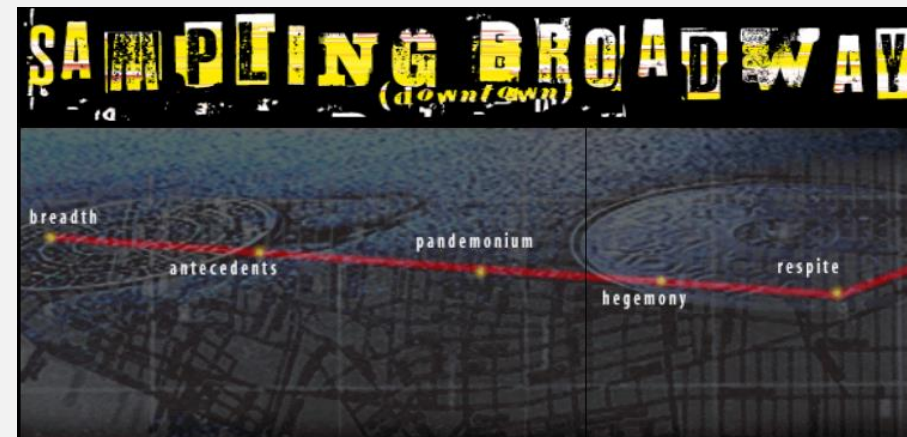 SAMPLING BROADWAY
(downtown)
breadth
antecedents
pandemonium
hegemony
respite